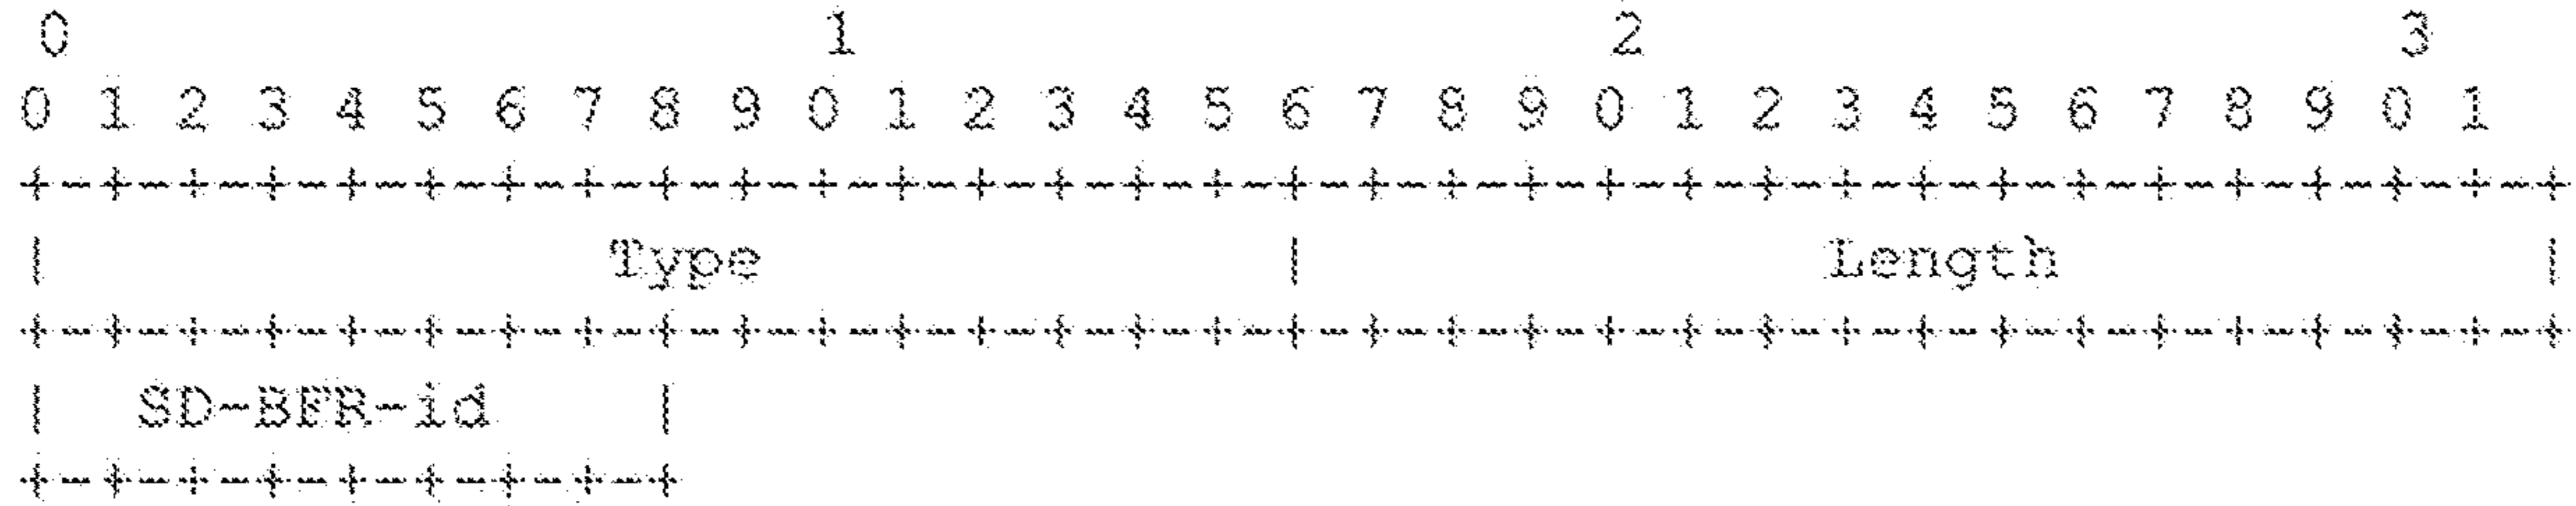 0                   1                   2                   3
 0 1 2 3 4 5 6 7 8 9 0 1 2 3 4 5 6 7 8 9 0 1 2 3 4 5 6 7 8 9 0 1
+-+-+-+-+-+-+-+-+-+-+-+-+-+-+-+-+-+-+-+-+-+-+-+-+-+-+-+-+-+-+-+-+
|              Type             |             Length            |
+-+-+-+-+-+-+-+-+-+-+-+-+-+-+-+-+-+-+-+-+-+-+-+-+-+-+-+-+-+-+-+-+
|  SD-BFR-id    |
+-+-+-+-+-+-+-+-+